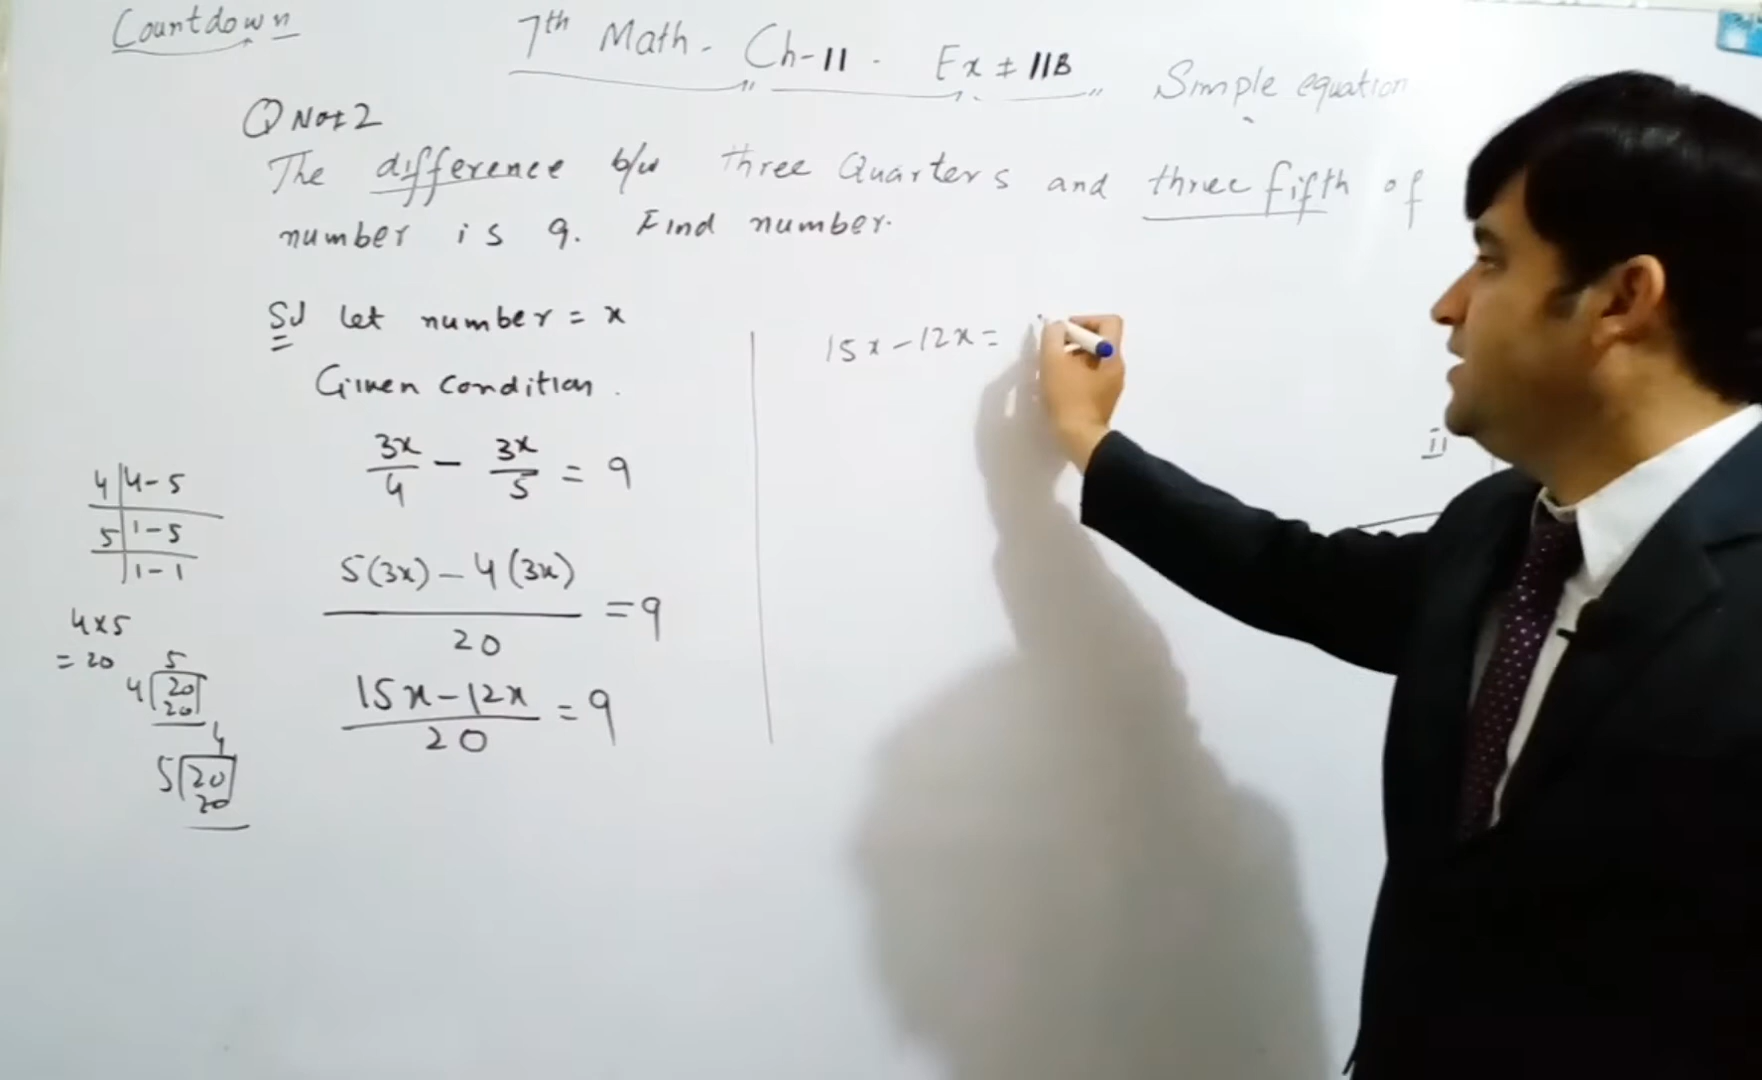 Countdown
7th Math - Ch-11 . Ex # 11B Simple equation
Q No# 2
The difference b/w three Quarters and three fifth of
number is 9. Find number.
Sol let number = x
Given condition.
3x/4 - 3x/5 = 9
(5(3x) - 4(3x))/20 = 9
(15x - 12x)/20 = 9
4 | 4 - 5
5 | 1 - 5
| 1 - 1
4 x 5
= 20
5
4 20
20
4
5 20
20
15x - 12x =
II